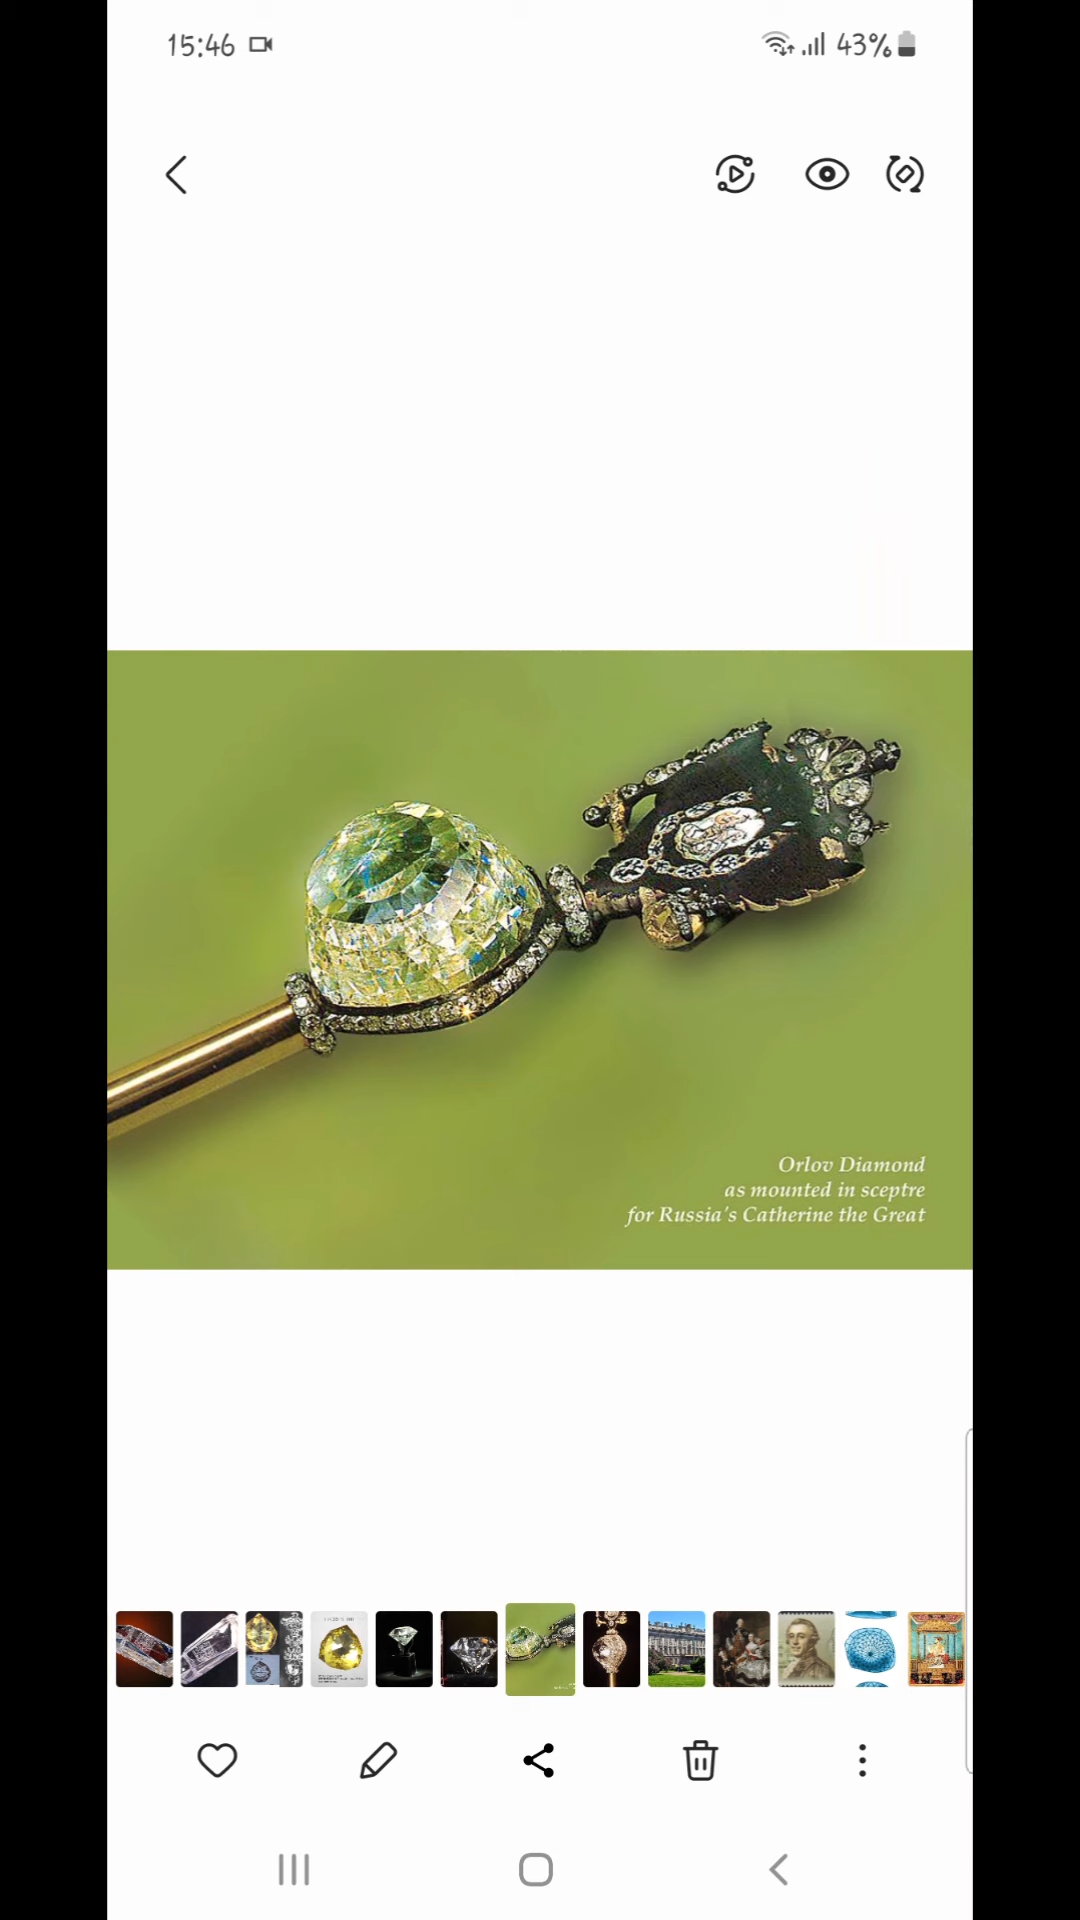 15:46
43%
Orlov Diamond
as mounted in sceptre
for Russia's Catherine the Great